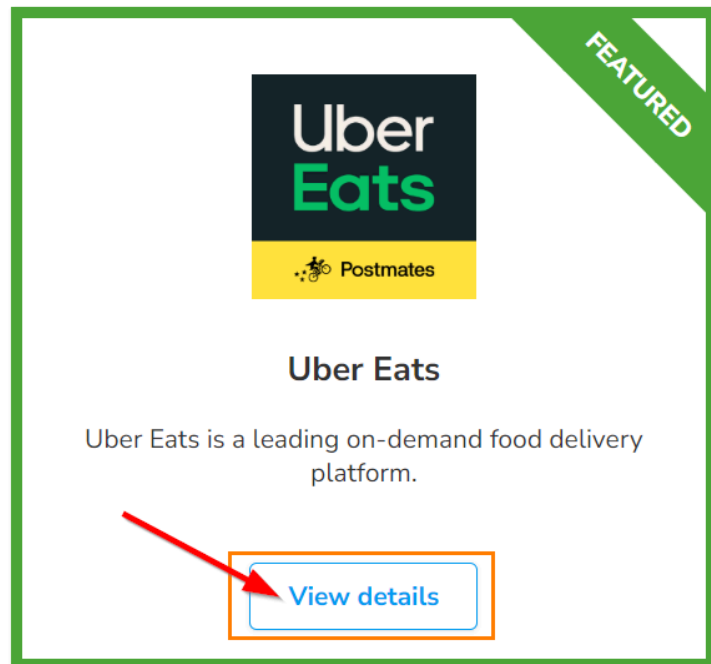 FEATURED
Uber
Eats
Postmates
Uber Eats
Uber Eats is a leading on-demand food delivery
platform.
View details